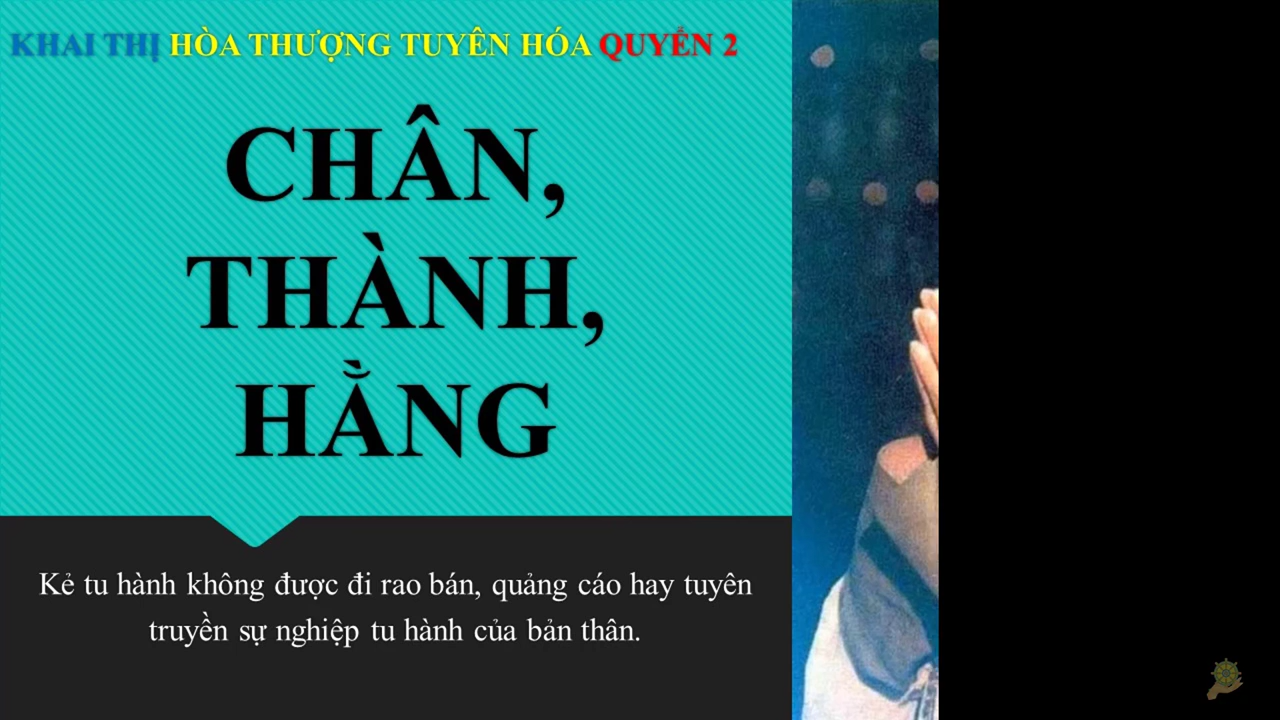 KHAI THỊ HÒA THƯỢNG TUYÊN HÓA QUYỂN 2
CHÂN,
THÀNH,
HẰNG
Kẻ tu hành không được đi rao bán, quảng cáo hay tuyên
truyền sự nghiệp tu hành của bản thân.